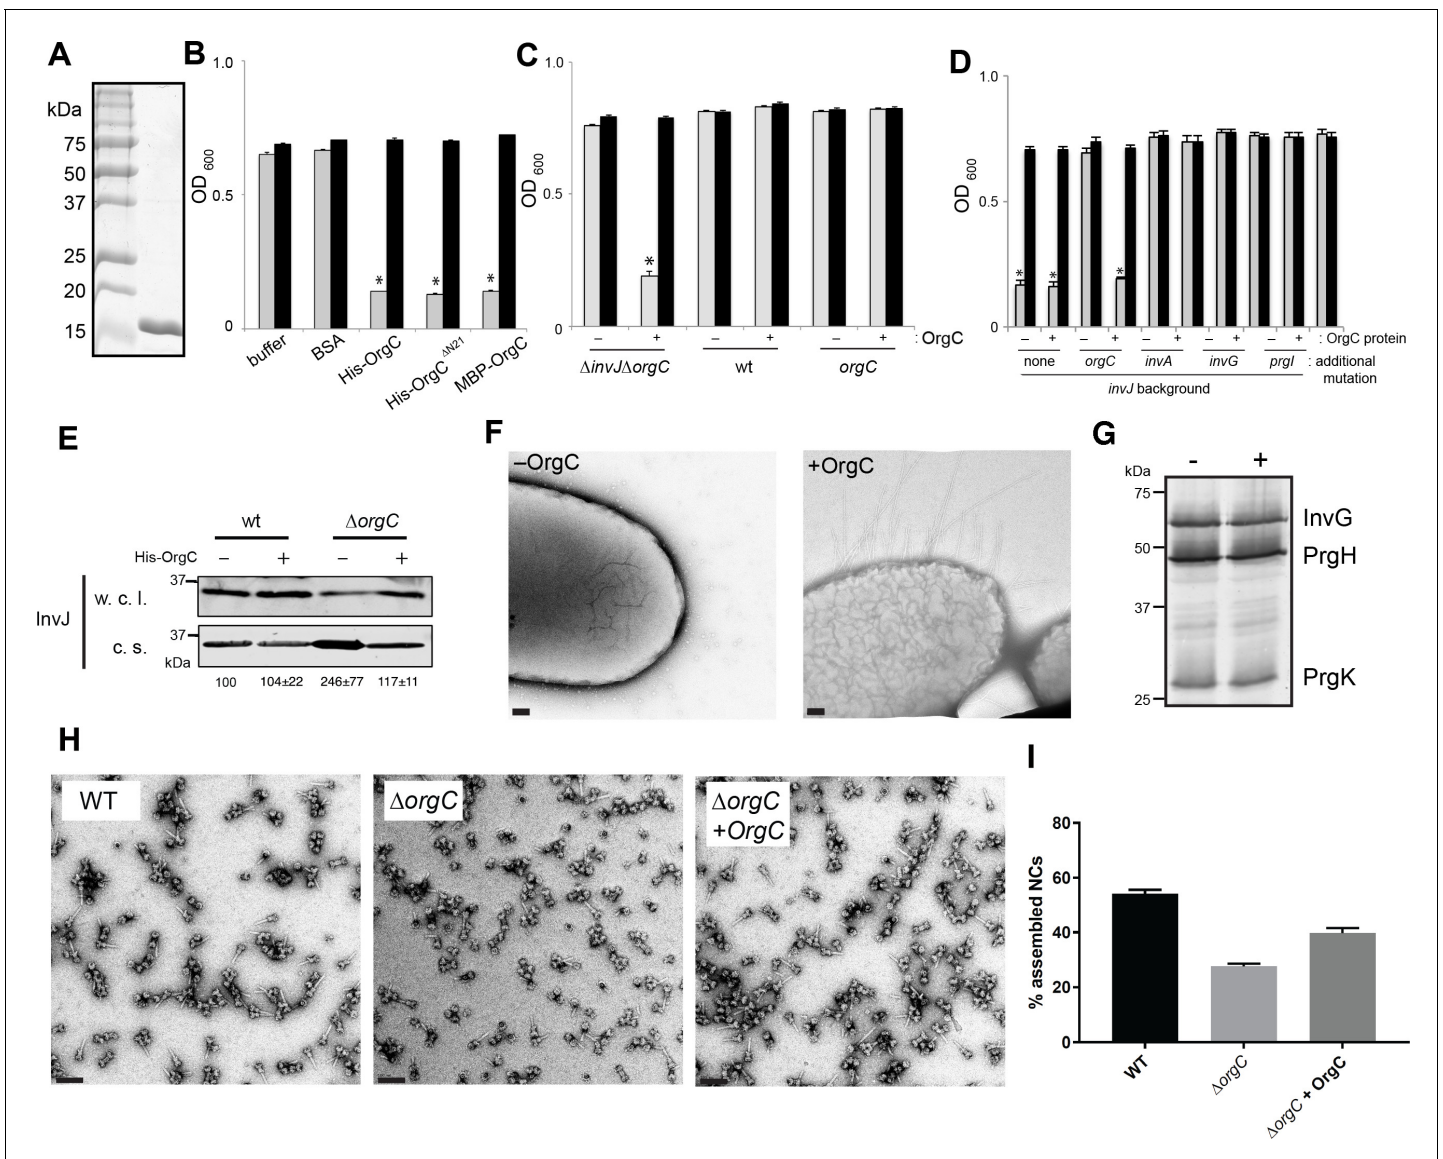 A
kDa
75
50
37
25
20
15
B
1.0
0.5
0
OD 600
buffer
BSA
His-OrgC
His-OrgC ΔN21
MBP-OrgC
C
1.0
0.5
0
OD 600
– + – + – + : OrgC
ΔinvJΔorgC wt orgC
D
1.0
0.5
0
OD 600
– + – + – + – + – + : OrgC protein
none orgC invA invG prgI : additional
mutation
invJ background
* * * * * * *
E
wt ΔorgC
His-OrgC – + – +
InvJ
w. c. l.
37
c. s.
37
kDa
100 104±22 246±77 117±11
F
–OrgC
+OrgC
G
- +
kDa
75
50
37
25
InvG
PrgH
PrgK
H
WT
ΔorgC
ΔorgC
+OrgC
I
80
60
40
20
0
% assembled NCs
WT
ΔorgC
ΔorgC + OrgC